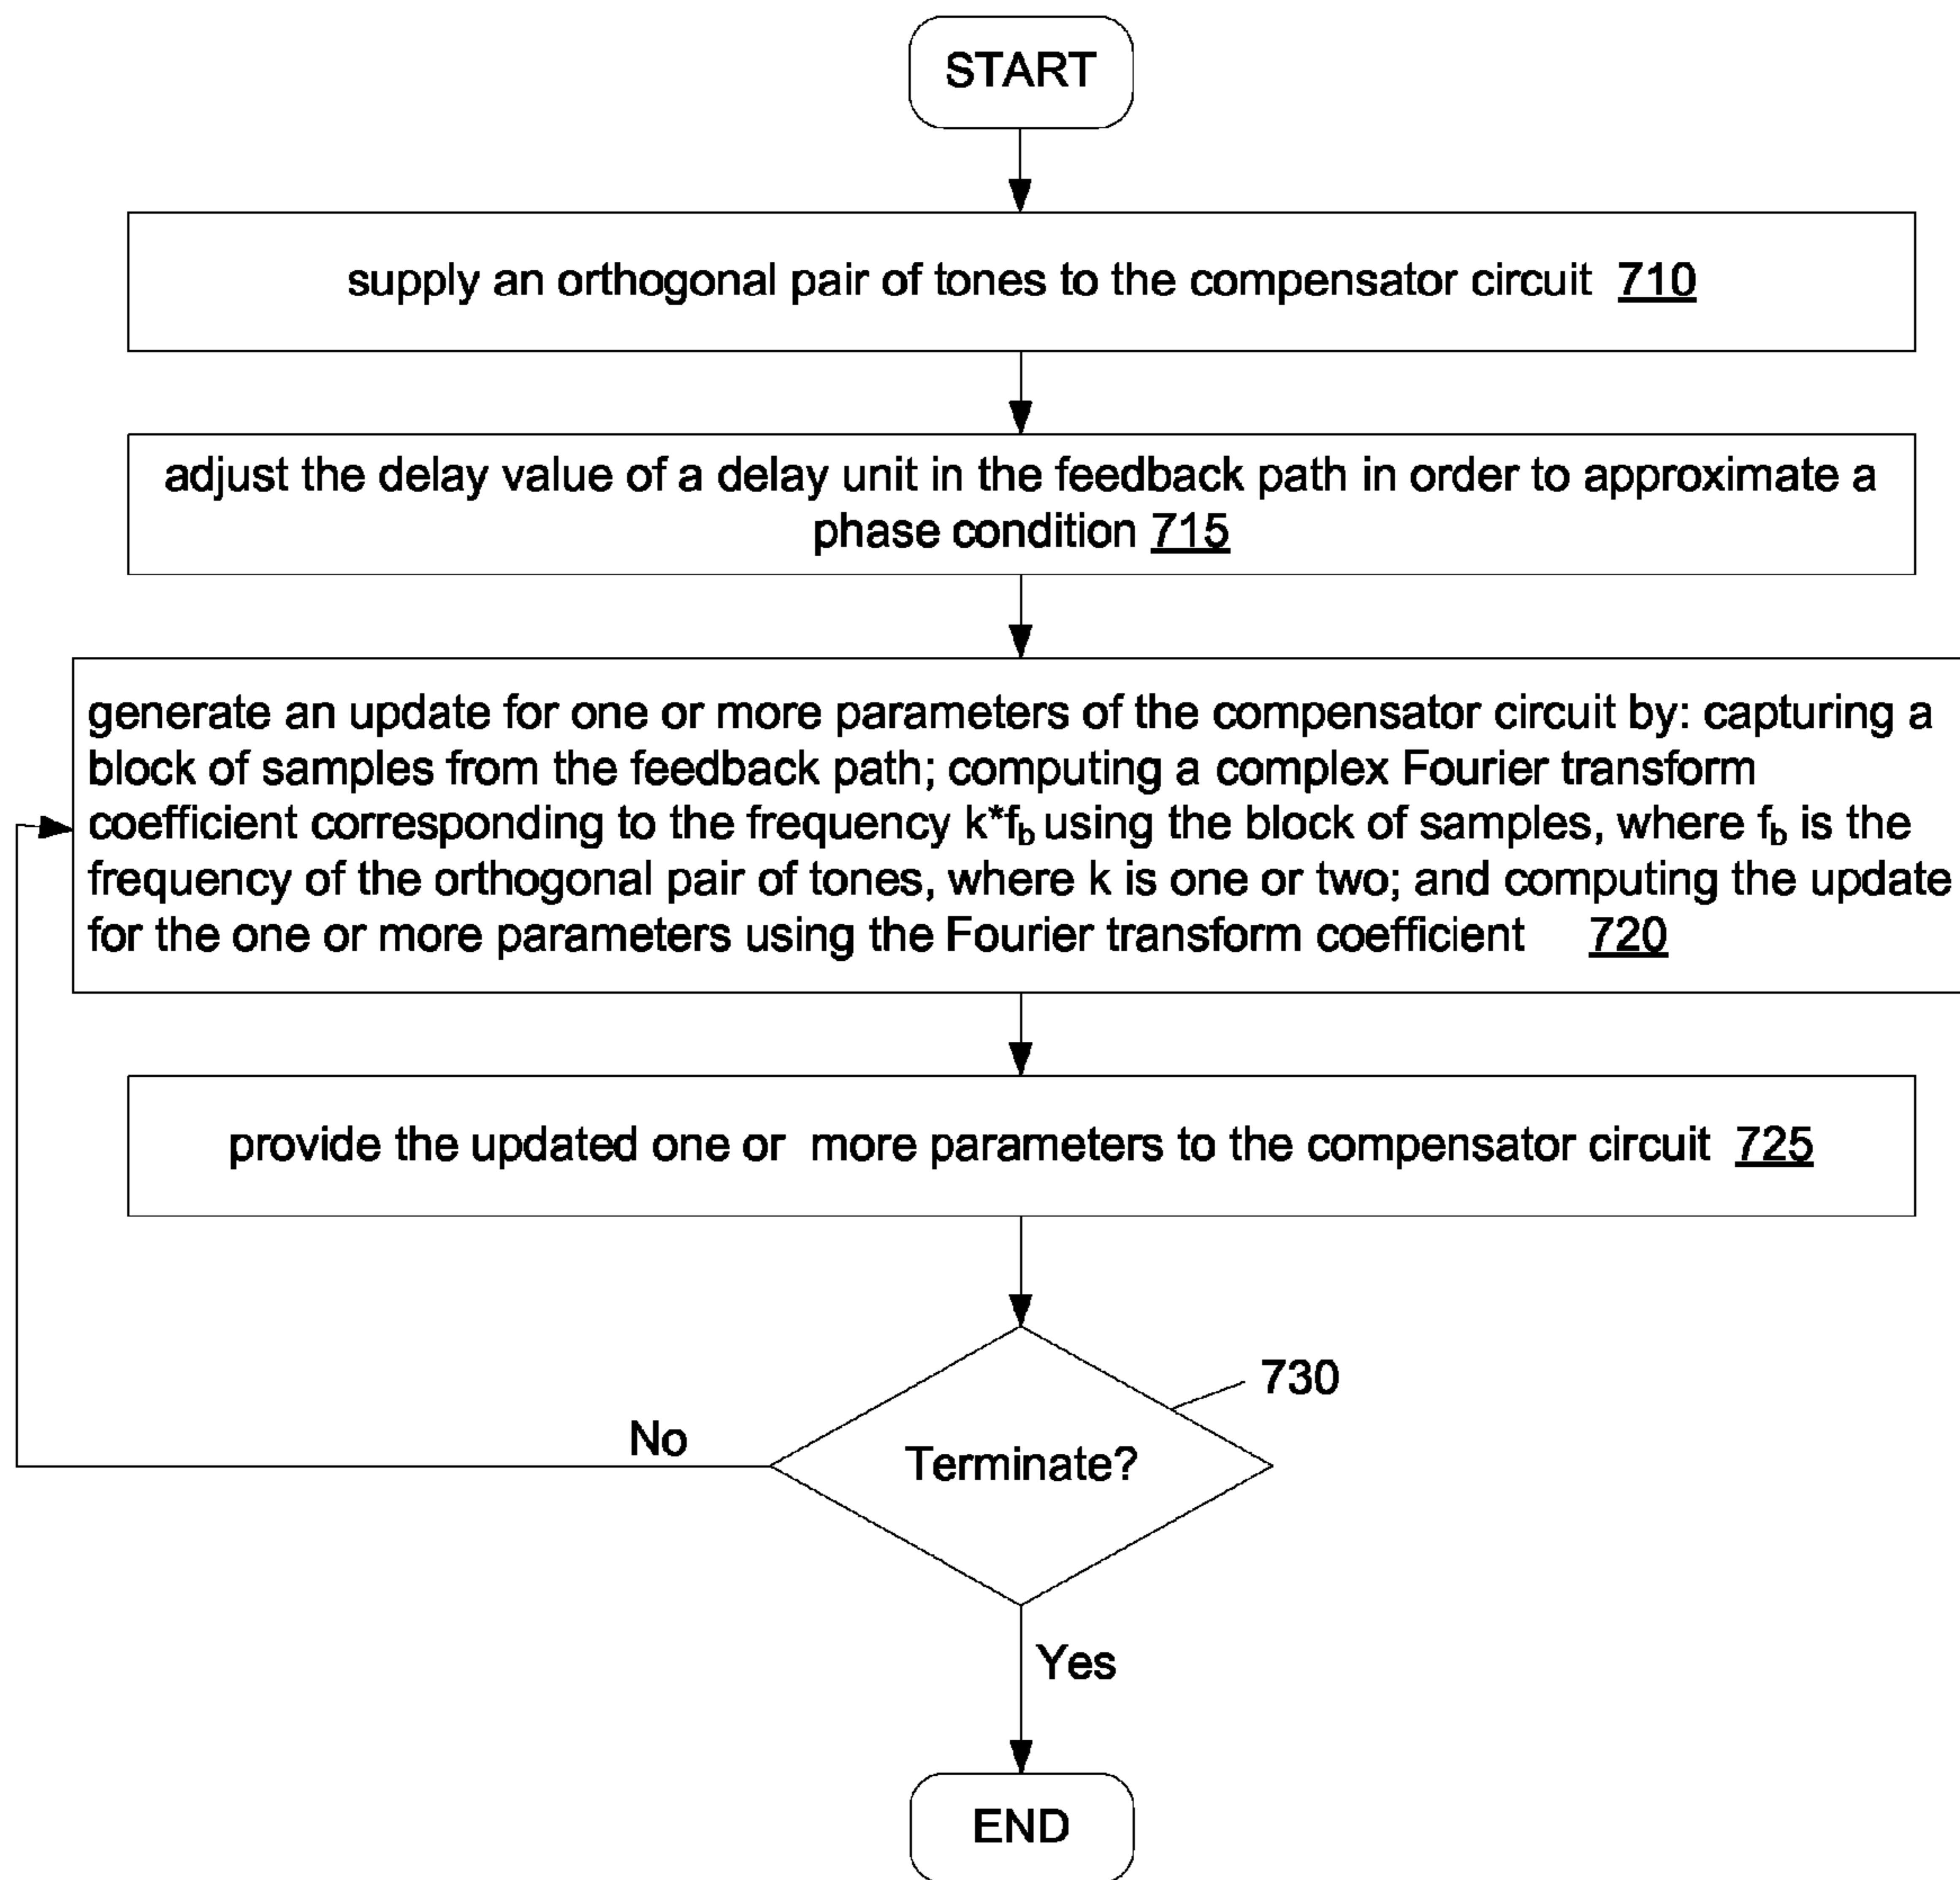 START
supply an orthogonal pair of tones to the compensator circuit 710
adjust the delay value of a delay unit in the feedback path in order to approximate a
phase condition 715
generate an update for one or more parameters of the compensator circuit by: capturing a
block of samples from the feedback path; computing a complex Fourier transform
coefficient corresponding to the frequency k*fb using the block of samples, where fb is the
frequency of the orthogonal pair of tones, where k is one or two; and computing the update
for the one or more parameters using the Fourier transform coefficient 720
provide the updated one or more parameters to the compensator circuit 725
730
Terminate?
No
Yes
END